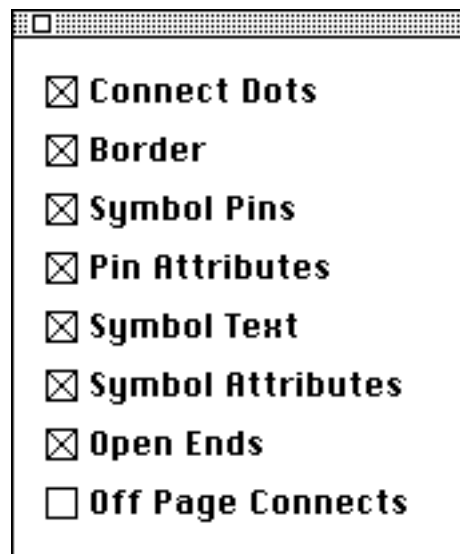 Connect Dots
Border
Symbol Pins
Pin Attributes
Symbol Text
Symbol Attributes
Open Ends
Off Page Connects